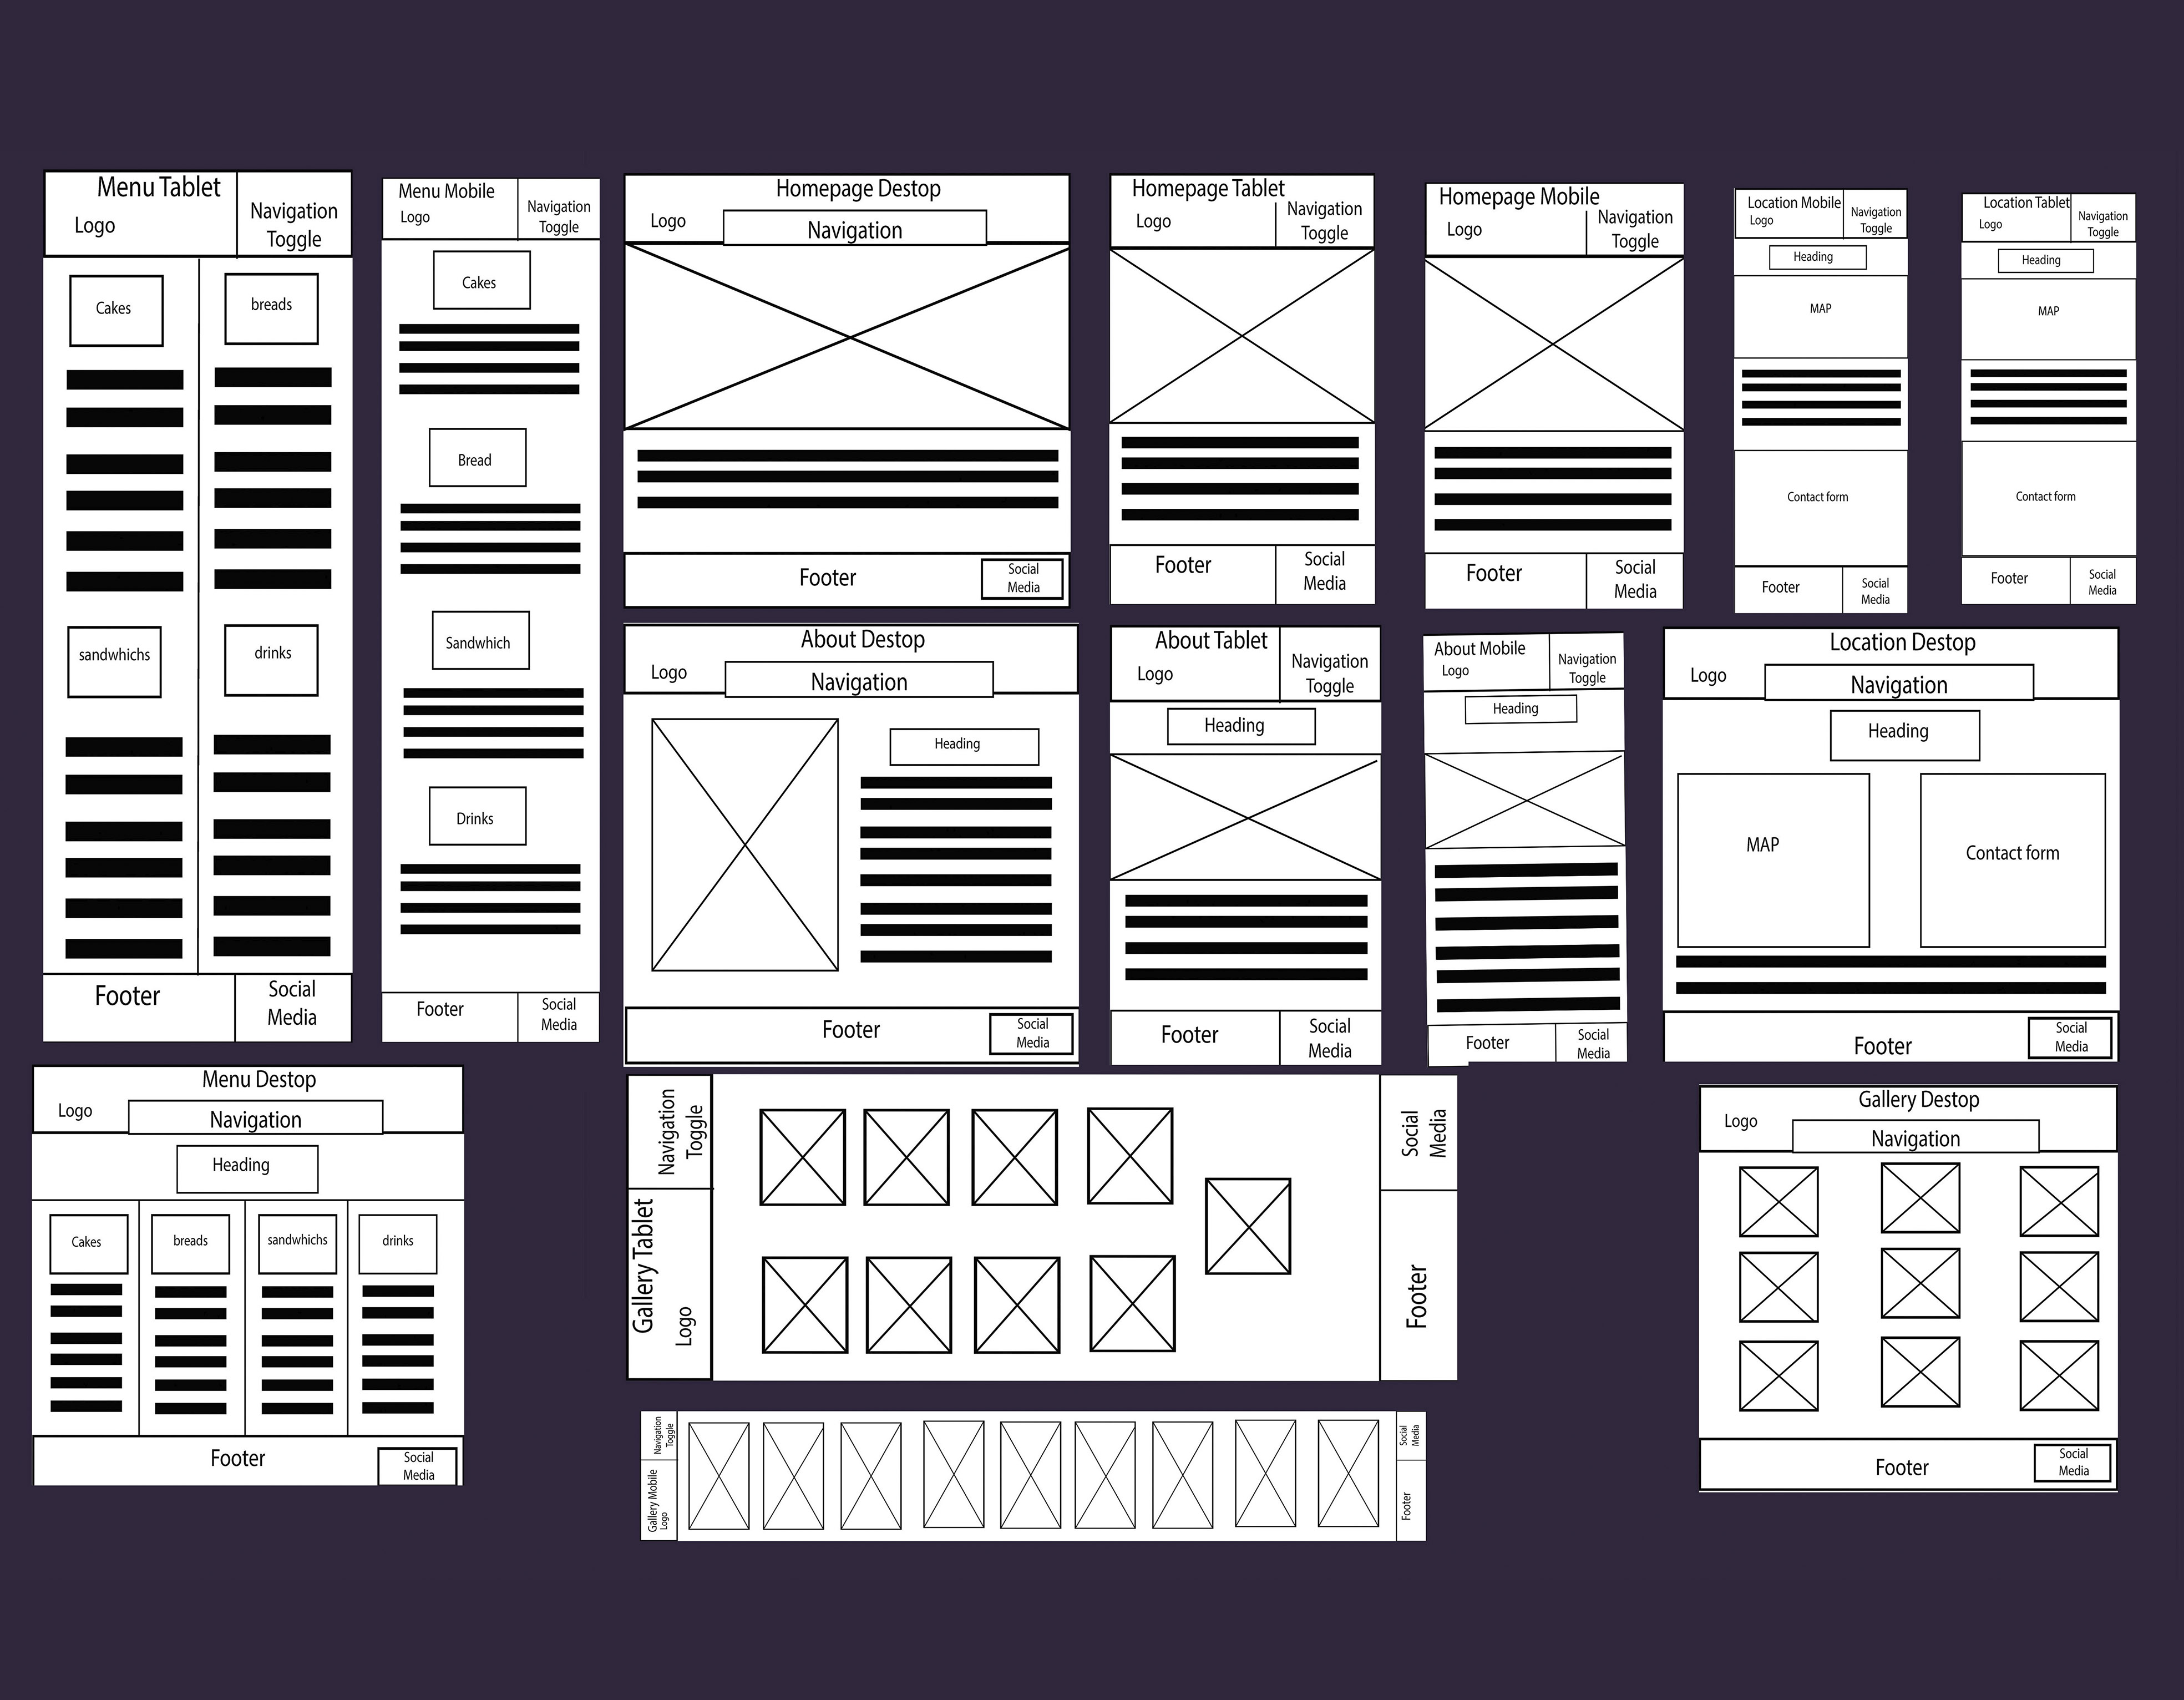 Menu Tablet
Logo
Navigation
Toggle
Cakes
breads
sandwhichs
drinks
Footer
Social
Media
Menu Mobile
Logo
Navigation
Toggle
Cakes
Bread
Sandwhich
Drinks
Footer
Social
Media
Homepage Destop
Logo
Navigation
Footer
Social
Media
Homepage Tablet
Logo
Navigation
Toggle
Footer
Social
Media
Homepage Mobile
Logo
Navigation
Toggle
Footer
Social
Media
Location Mobile
Logo
Navigation
Toggle
Heading
MAP
Contact form
Footer
Social
Media
Location Tablet
Logo
Navigation
Toggle
Heading
MAP
Contact form
Footer
Social
Media
About Destop
Logo
Navigation
Heading
Footer
Social
Media
About Tablet
Logo
Navigation
Toggle
Heading
Footer
Social
Media
About Mobile
Logo
Navigation
Toggle
Heading
Footer
Social
Media
Location Destop
Logo
Navigation
Heading
MAP
Contact form
Footer
Social
Media
Menu Destop
Logo
Navigation
Heading
Cakes
breads
sandwhichs
drinks
Footer
Social
Media
Gallery Tablet
Logo
Navigation
Toggle
Footer
Social
Media
Gallery Destop
Logo
Navigation
Footer
Social
Media
Gallery Mobile
Logo
Navigation
Toggle
Footer
Social
Media